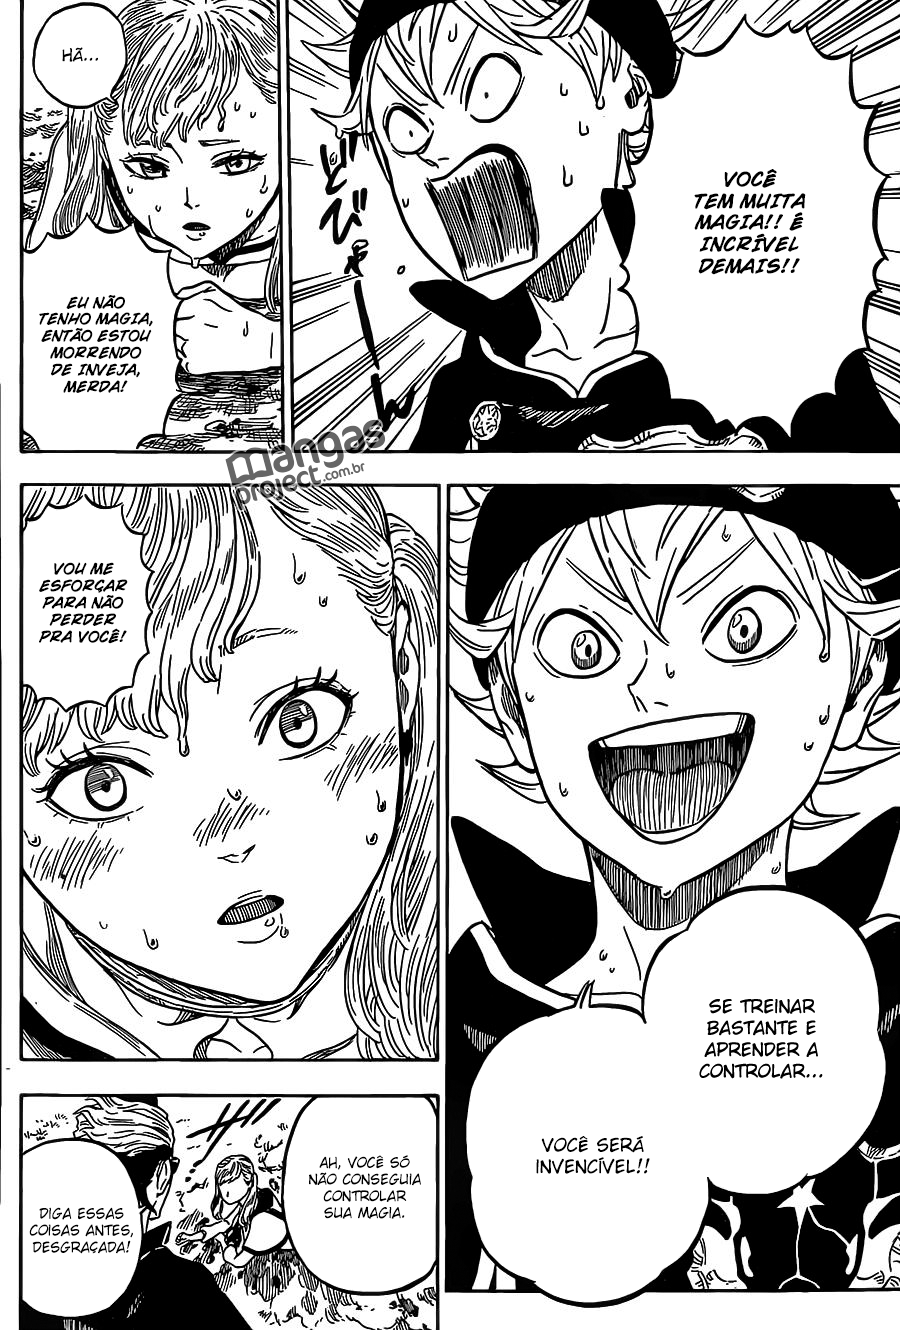 VOCÊ
TEM MUITA
MAGIA!! É
INCRÍVEL
DEMAIS!!
HÃ...
EU NÃO
TENHO MAGIA,
ENTÃO ESTOU
MORRENDO
DE INVEJA,
MERDA!
mangas
project.com.br
SE TREINAR
BASTANTE E
APRENDER A
CONTROLAR...
VOCÊ SERÁ
INVENCÍVEL!!
VOU ME
ESFORÇAR
PARA NÃO
PERDER
PRA VOCÊ!
AH, VOCÊ SÓ
NÃO CONSEGUIA
CONTROLAR
SUA MAGIA.
DIGA ESSAS
COISAS ANTES,
DESGRAÇADA!